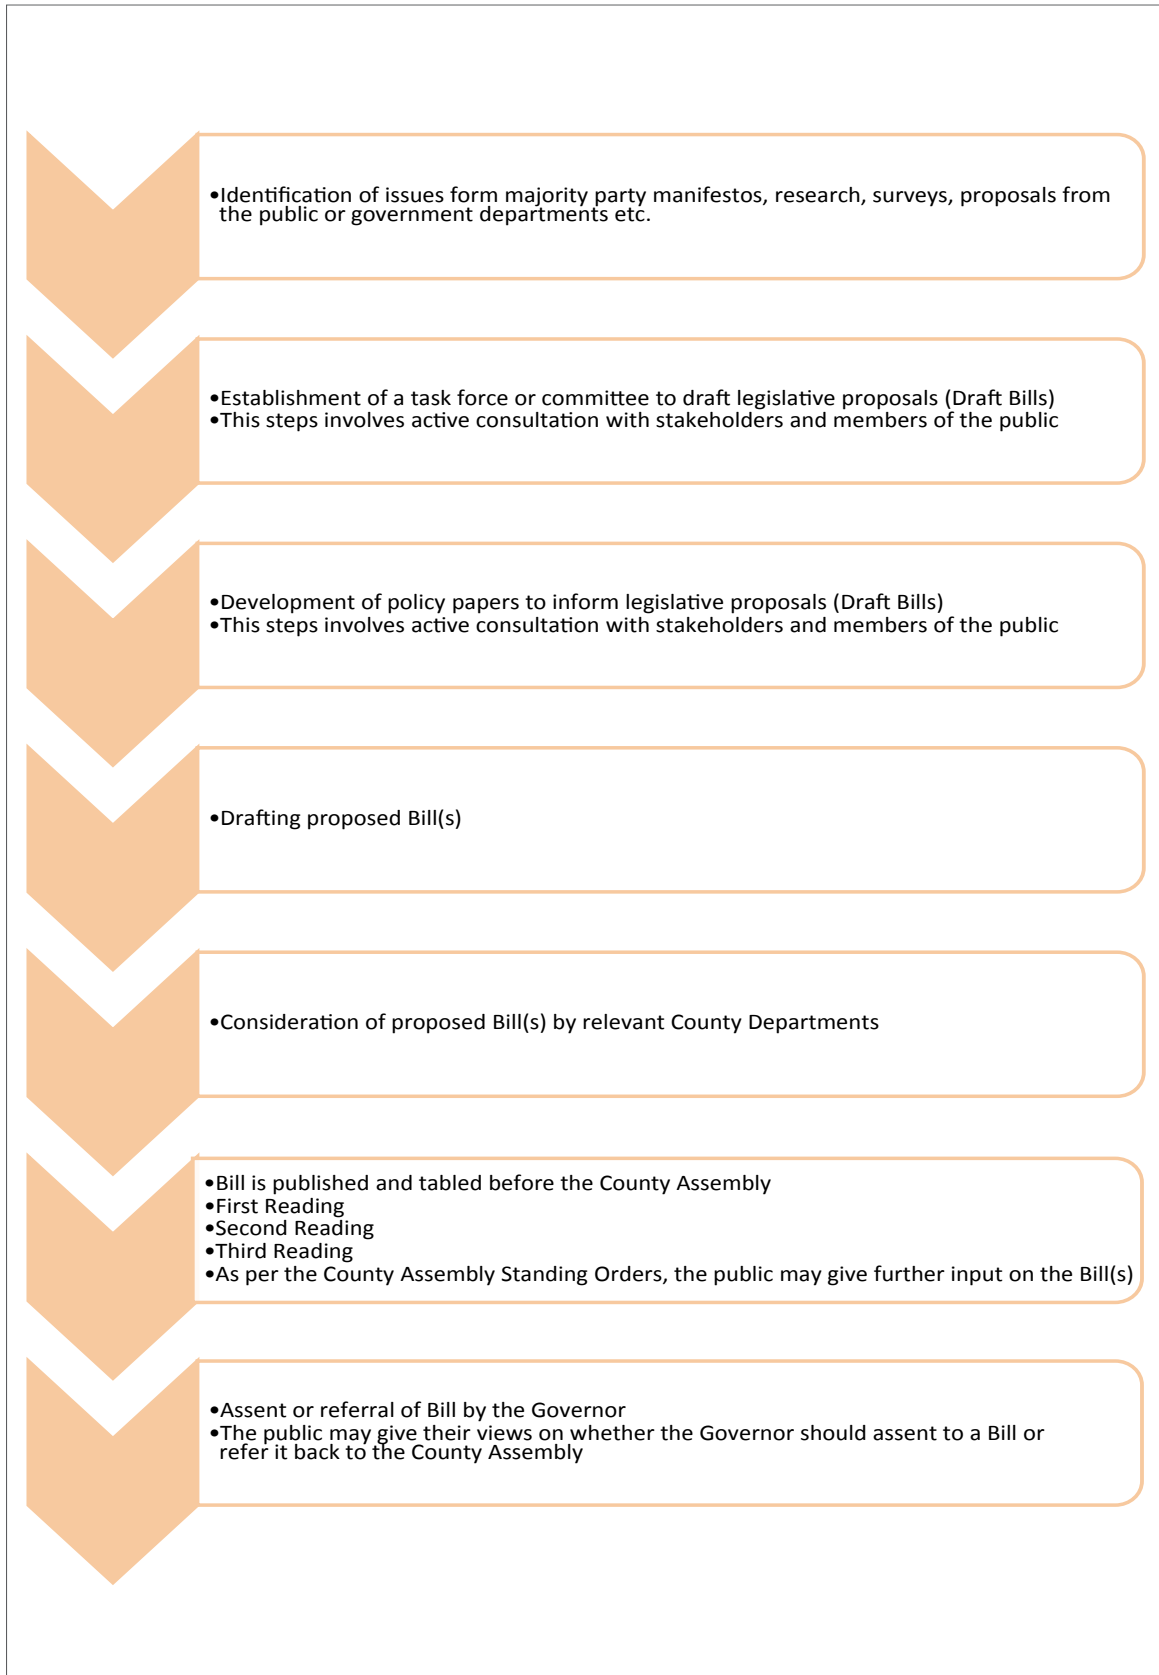 •Identification of issues form majority party manifestos, research, surveys, proposals from
the public or government departments etc.
•Establishment of a task force or committee to draft legislative proposals (Draft Bills)
•This steps involves active consultation with stakeholders and members of the public
•Development of policy papers to inform legislative proposals (Draft Bills)
•This steps involves active consultation with stakeholders and members of the public
•Drafting proposed Bill(s)
•Consideration of proposed Bill(s) by relevant County Departments
•Bill is published and tabled before the County Assembly
•First Reading
•Second Reading
•Third Reading
•As per the County Assembly Standing Orders, the public may give further input on the Bill(s)
•Assent or referral of Bill by the Governor
•The public may give their views on whether the Governor should assent to a Bill or
refer it back to the County Assembly